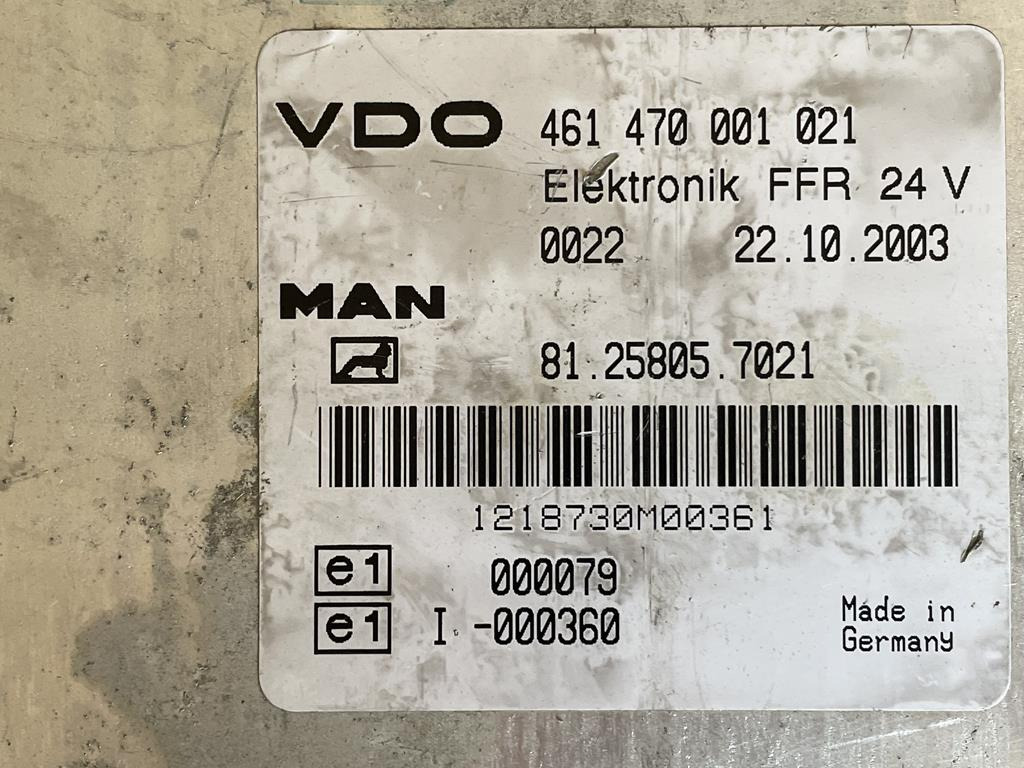 VDO 461 470 001 021
Elektronik FFR 24 V
0022 22.10.2003
MAN
81.25805.7021
1218730M00361
e1 000079
e1 I -000360
Made in
Germany